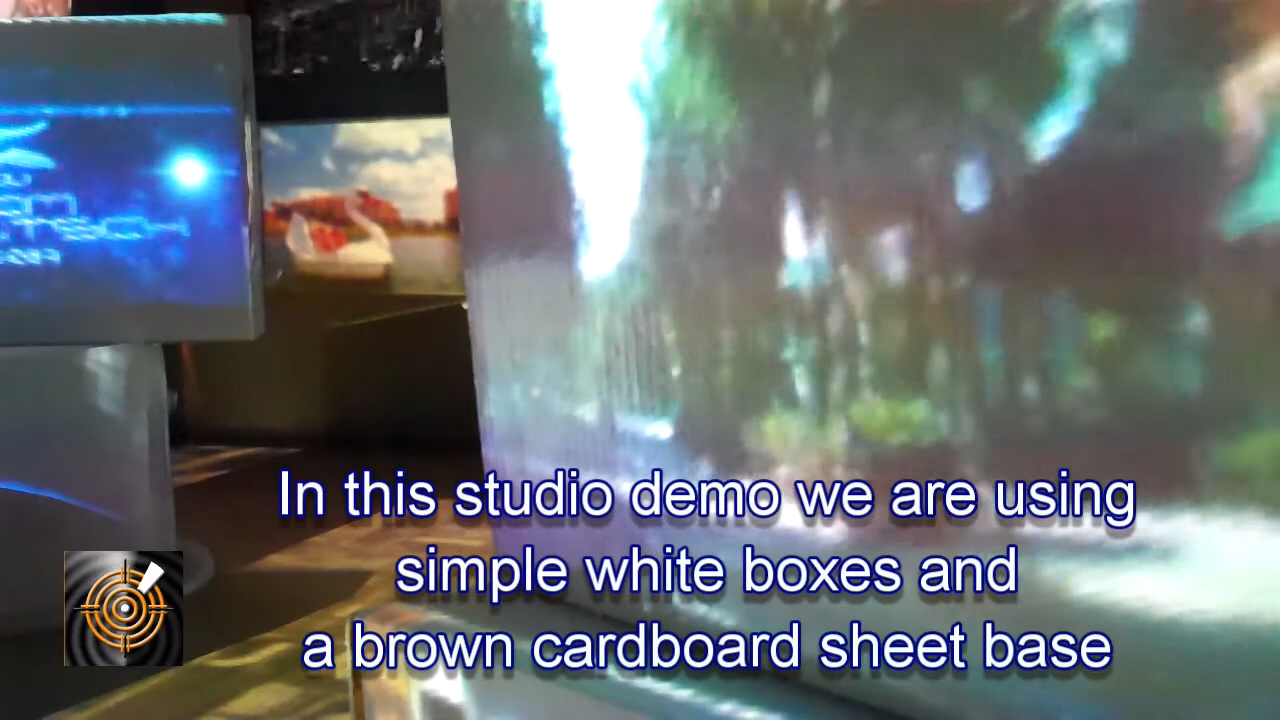 In this studio demo we are using
simple white boxes and
a brown cardboard sheet base